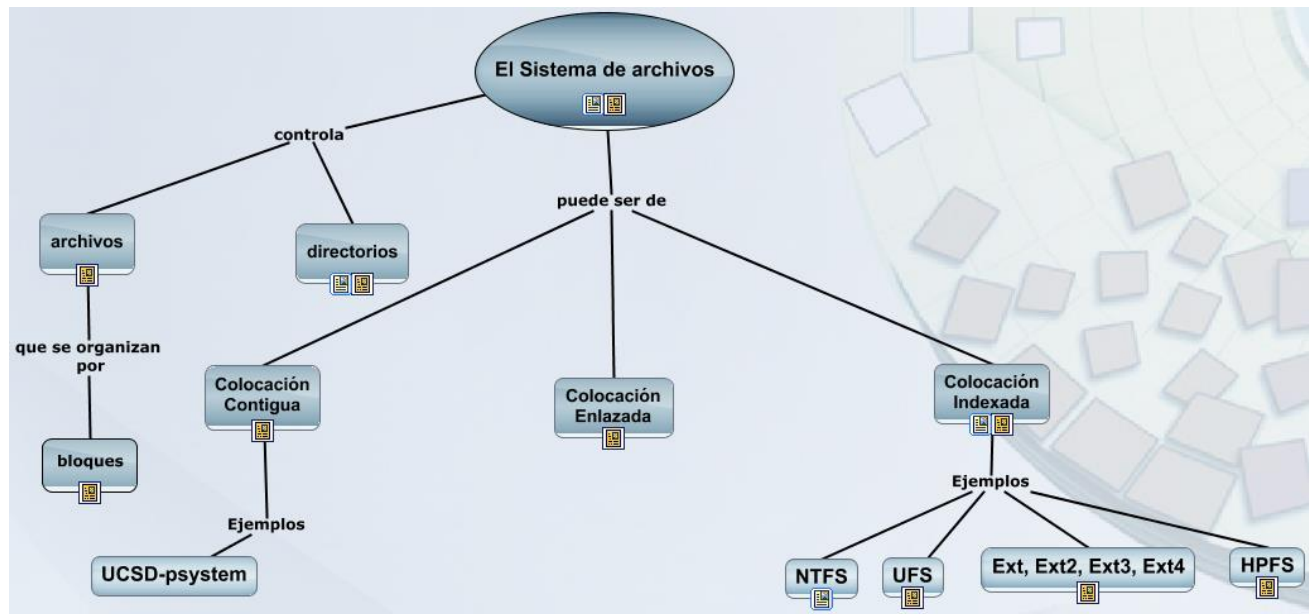 El Sistema de archivos
controla
puede ser de
archivos
directorios
que se organizan
por
Colocación
Contigua
Colocación
Enlazada
Colocación
Indexada
bloques
Ejemplos
Ejemplos
UCSD-psystem
NTFS
UFS
Ext, Ext2, Ext3, Ext4
HPFS